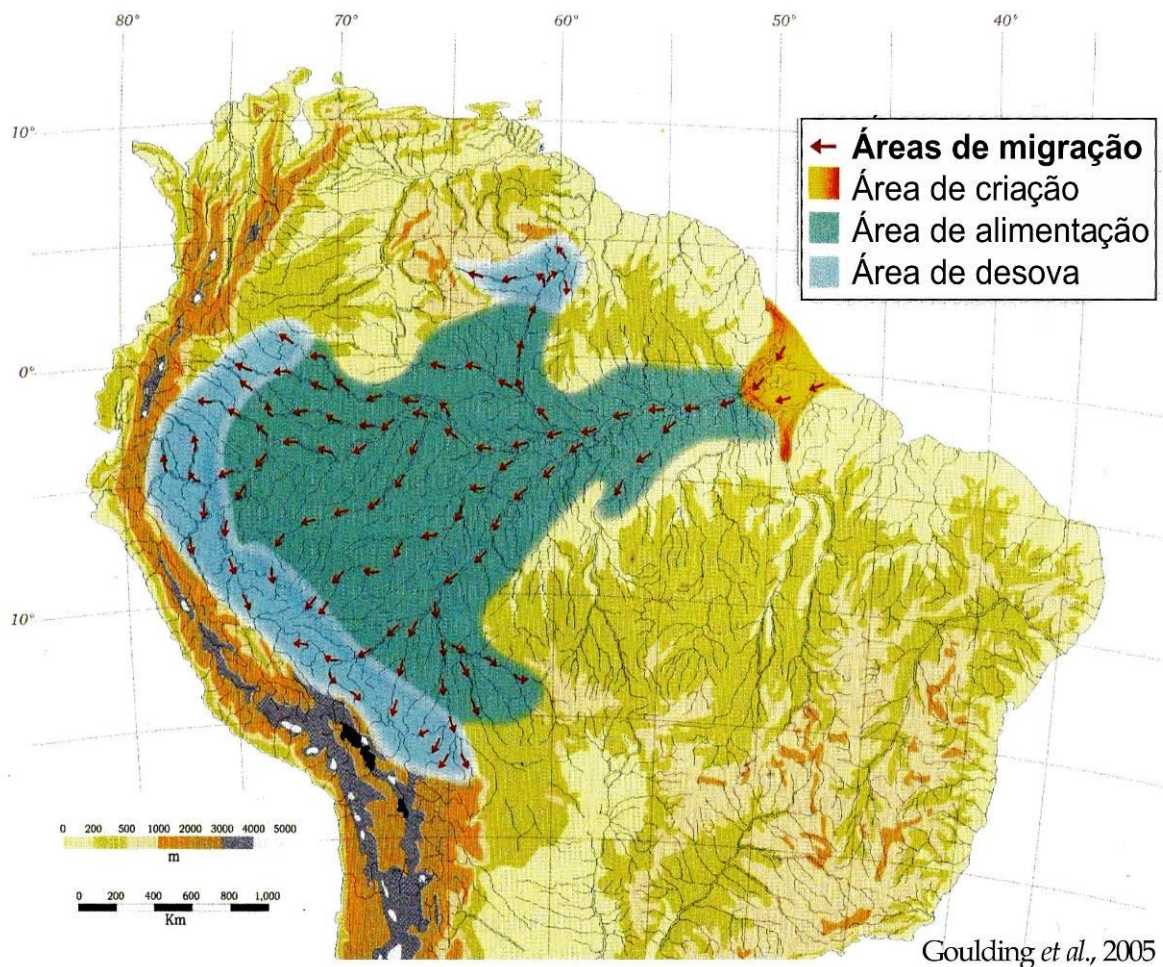 80° 70° 60° 50° 40°
10°
Áreas de migração
Área de criação
Área de alimentação
Área de desova
0°
10°
0 200 500 1000 2000 3000 4000 5000
m
0 200 400 600 800 1,000
Km
Goulding et al., 2005